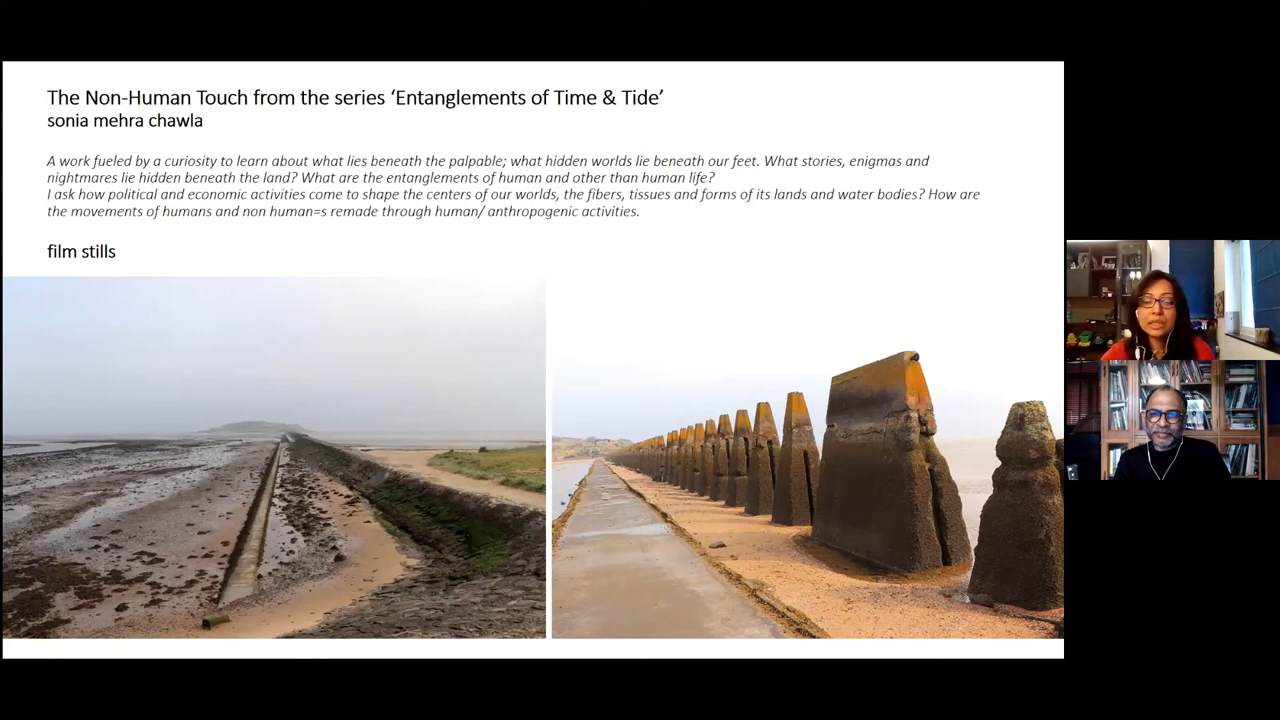 The Non-Human Touch from the series ‘Entanglements of Time & Tide’
sonia mehra chawla
A work fueled by a curiosity to learn about what lies beneath the palpable; what hidden worlds lie beneath our feet. What stories, enigmas and
nightmares lie hidden beneath the land? What are the entanglements of human and other than human life?
I ask how political and economic activities come to shape the centers of our worlds, the fibers, tissues and forms of its lands and water bodies? How are
the movements of humans and non human=s remade through human/ anthropogenic activities.
film stills